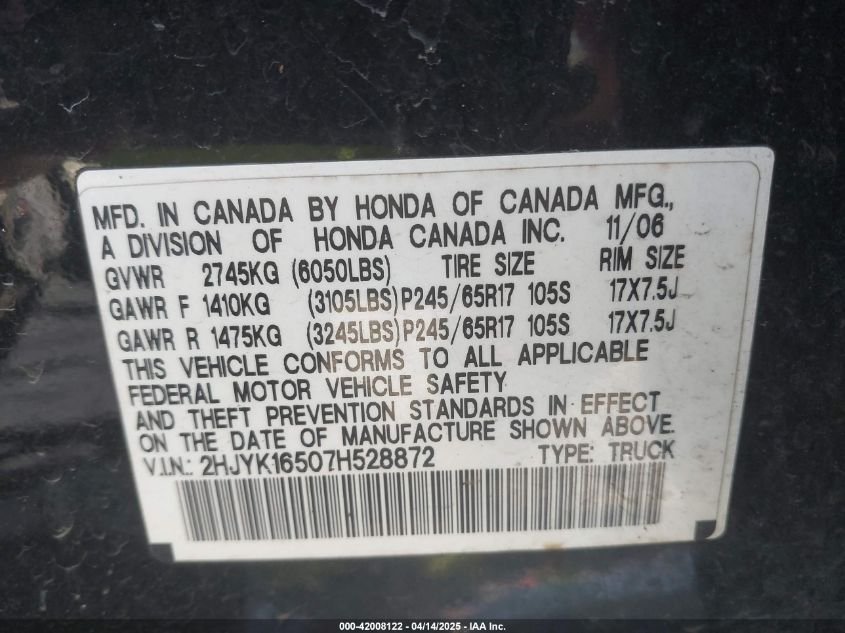 MFD. IN CANADA BY HONDA OF CANADA MFG.,
A DIVISION OF HONDA CANADA INC. 11/06
GVWR 2745KG (6050LBS) TIRE SIZE RIM SIZE
GAWR F 1410KG (3105LBS)P245/65R17 105S 17X7.5J
GAWR R 1475KG (3245LBS)P245/65R17 105S 17X7.5J
THIS VEHICLE CONFORMS TO ALL APPLICABLE
FEDERAL MOTOR VEHICLE SAFETY
AND THEFT PREVENTION STANDARDS IN EFFECT
ON THE DATE OF MANUFACTURE SHOWN ABOVE.
V.I.N.: 2HJYK16507H528872 TYPE: TRUCK
000-42008122 - 04/14/2025 - IAA Inc.